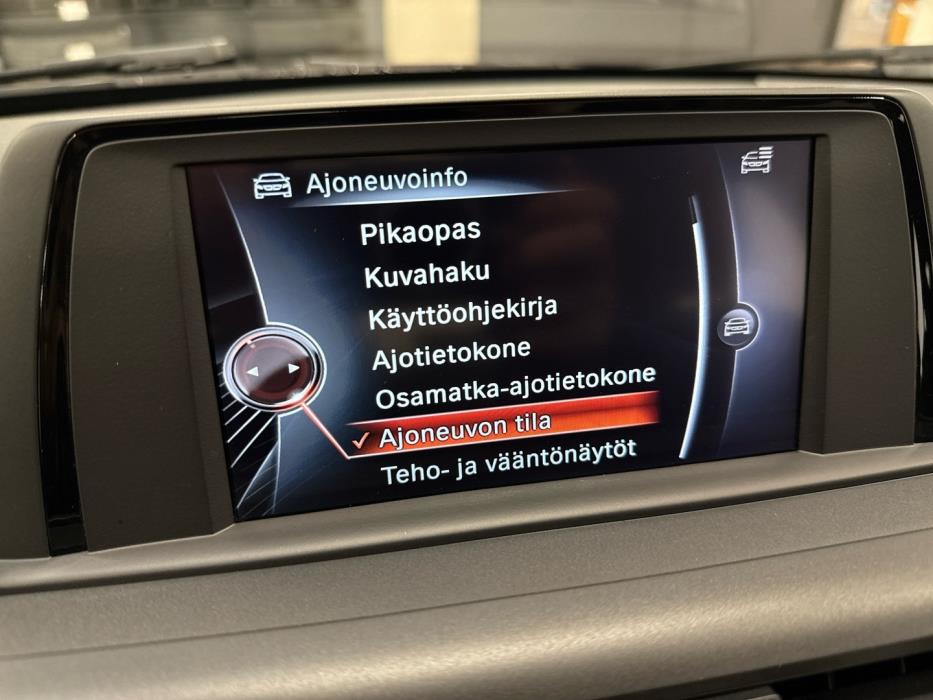 Ajoneuvoinfo
Pikaopas
Kuvahaku
Käyttöohjekirja
Ajotietokone
Osamatka-ajotietokone
Ajoneuvon tila
Teho- ja vääntönäytöt